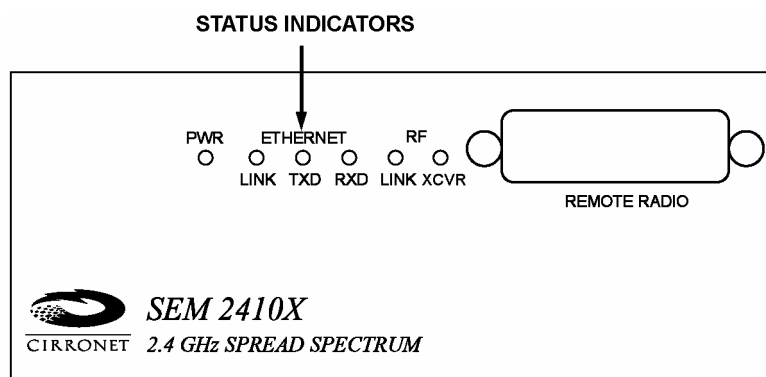 STATUS INDICATORS
PWR ETHERNET RF
LINK TXD RXD LINK XCVR
REMOTE RADIO
SEM 2410X
CIRRONET 2.4 GHz SPREAD SPECTRUM